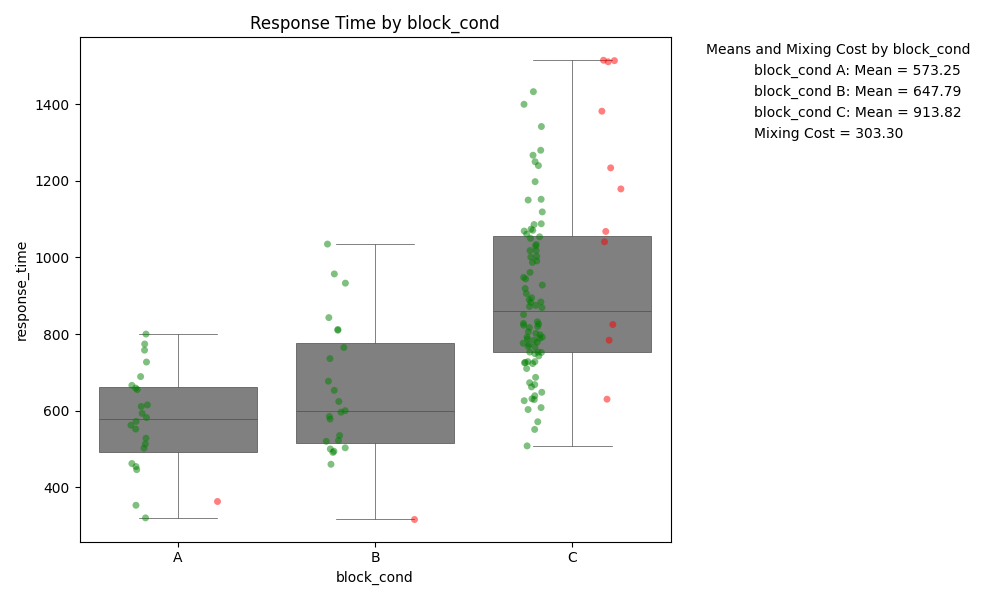 Response Time by block_cond
Means and Mixing Cost by block_cond
block_cond A: Mean = 573.25
block_cond B: Mean = 647.79
block_cond C: Mean = 913.82
Mixing Cost = 303.30
response_time
1400
1200
1000
800
600
400
A
B
C
block_cond